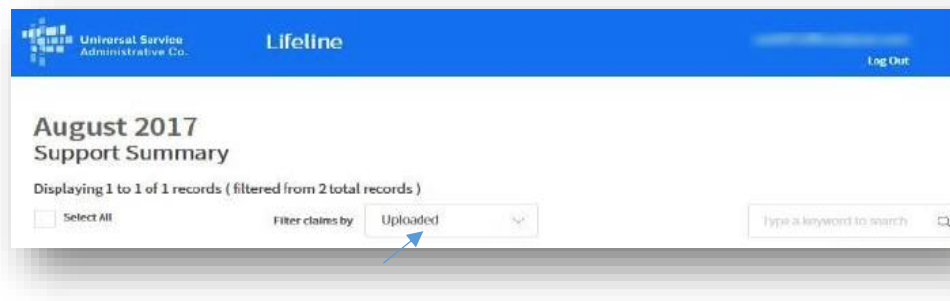 Universal Service
Administrative Co.
Lifeline
Log Out
August 2017
Support Summary
Displaying 1 to 1 of 1 records ( filtered from 2 total records )
Select All
Filter claims by
Uploaded
Type a keyword to search